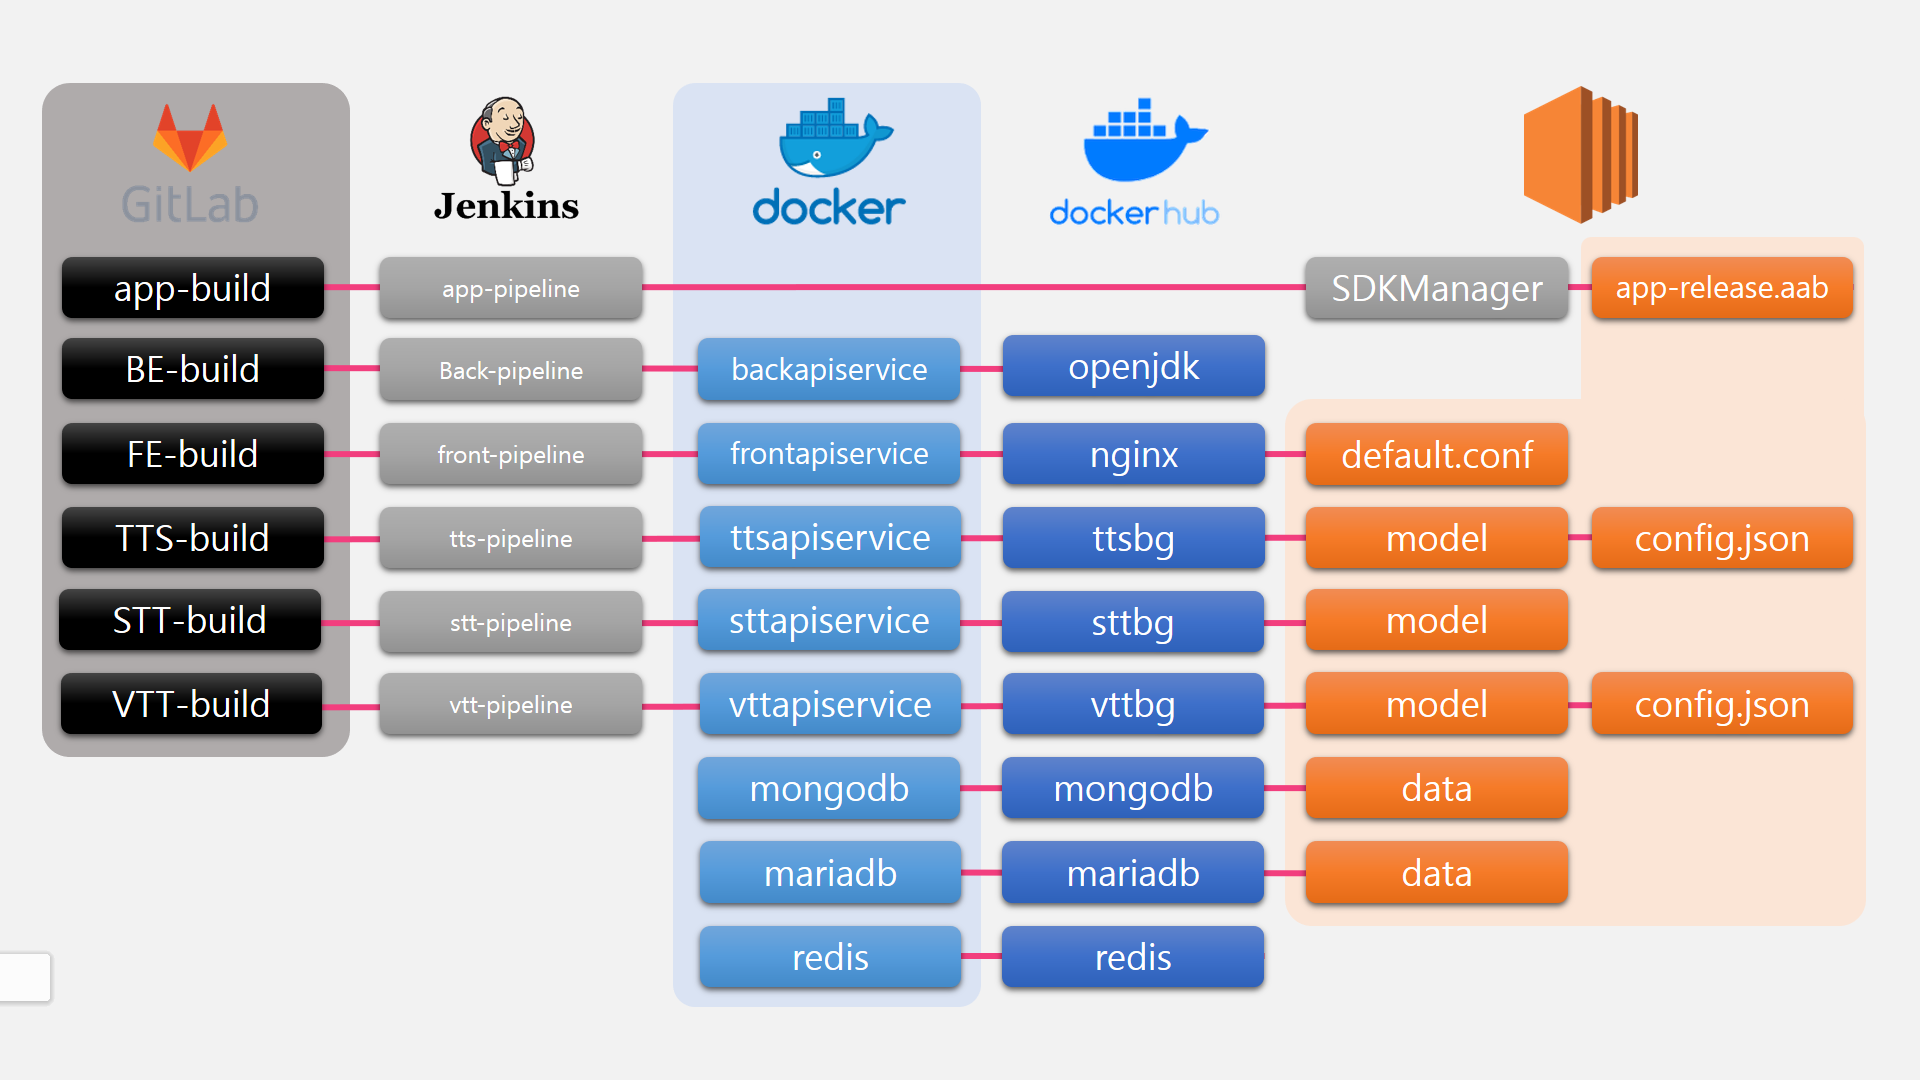 GitLab
Jenkins
docker
docker hub
app-build
app-pipeline
SDKManager
app-release.aab
BE-build
Back-pipeline
backapiservice
openjdk
FE-build
front-pipeline
frontapiservice
nginx
default.conf
TTS-build
tts-pipeline
ttsapiservice
ttsbg
model
config.json
STT-build
stt-pipeline
sttapiservice
sttbg
model
VTT-build
vtt-pipeline
vttapiservice
vttbg
model
config.json
mongodb
mongodb
data
mariadb
mariadb
data
redis
redis